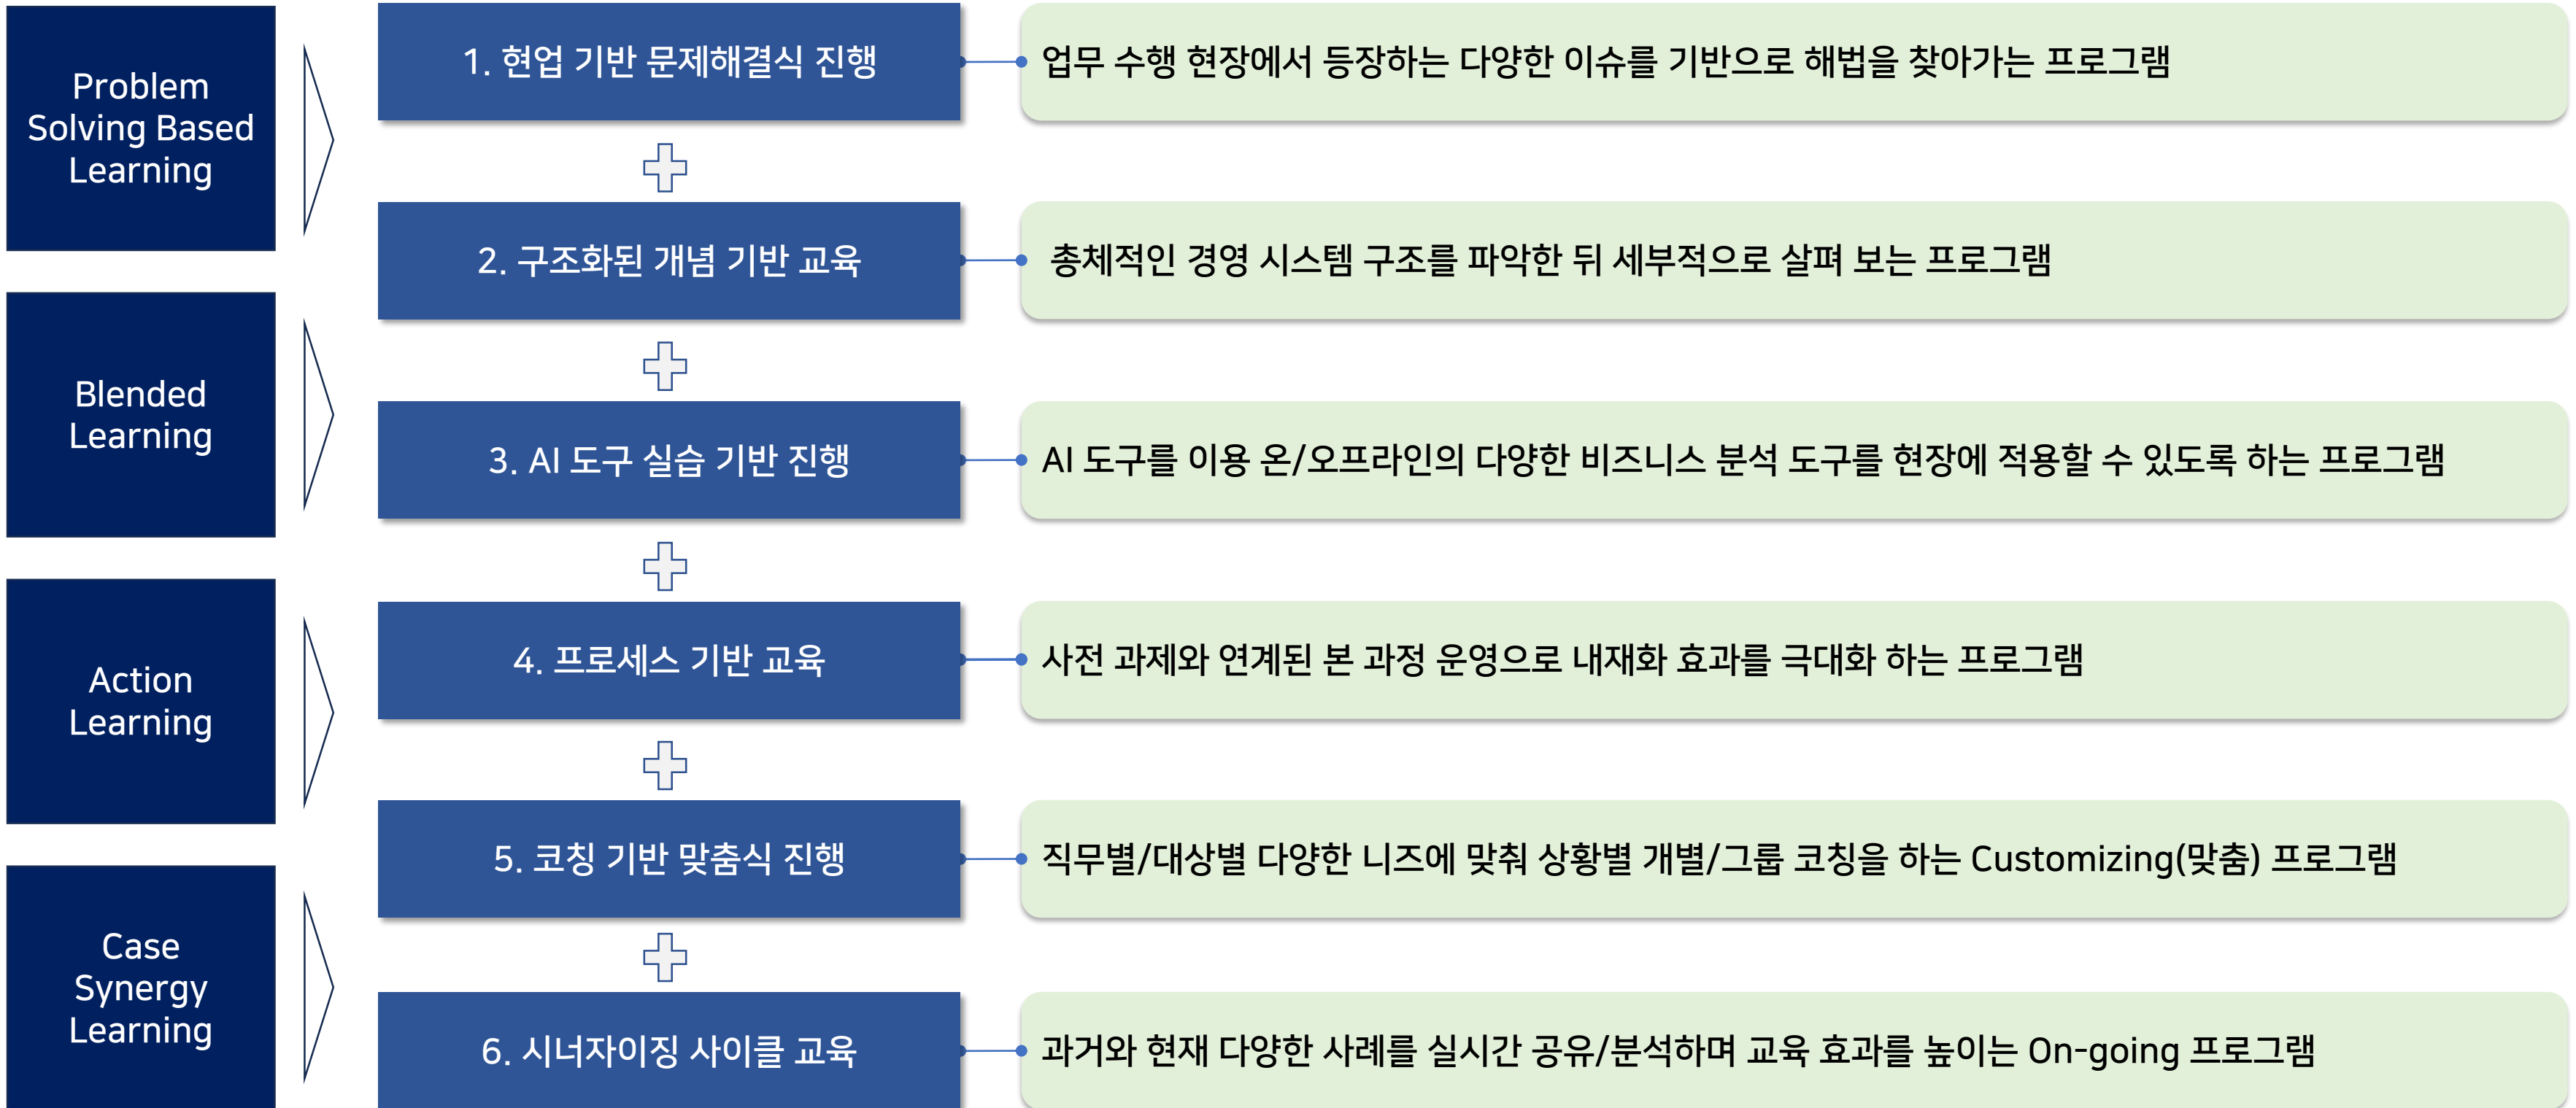 Problem
Solving Based
Learning
Blended
Learning
Action
Learning
Case
Synergy
Learning
1. 현업 기반 문제해결식 진행
업무 수행 현장에서 등장하는 다양한 이슈를 기반으로 해법을 찾아가는 프로그램
2. 구조화된 개념 기반 교육
총체적인 경영 시스템 구조를 파악한 뒤 세부적으로 살펴 보는 프로그램
3. AI 도구 실습 기반 진행
AI 도구를 이용 온/오프라인의 다양한 비즈니스 분석 도구를 현장에 적용할 수 있도록 하는 프로그램
4. 프로세스 기반 교육
사전 과제와 연계된 본 과정 운영으로 내재화 효과를 극대화 하는 프로그램
5. 코칭 기반 맞춤식 진행
직무별/대상별 다양한 니즈에 맞춰 상황별 개별/그룹 코칭을 하는 Customizing(맞춤) 프로그램
6. 시너자이징 사이클 교육
과거와 현재 다양한 사례를 실시간 공유/분석하며 교육 효과를 높이는 On-going 프로그램